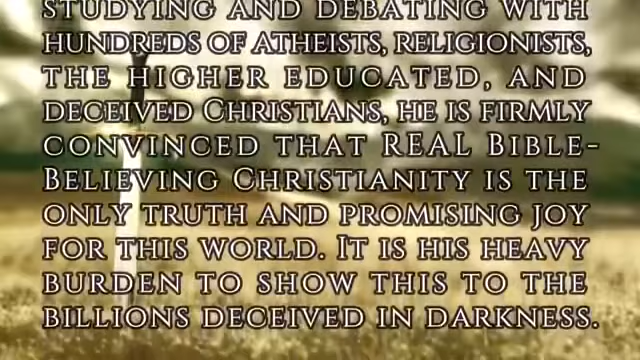 STUDYING AND DEBATING WITH
HUNDREDS OF ATHEISTS, RELIGIONISTS,
THE HIGHER EDUCATED, AND
DECEIVED CHRISTIANS, HE IS FIRMLY
CONVINCED THAT REAL BIBLE-
BELIEVING CHRISTIANITY IS THE
ONLY TRUTH AND PROMISING JOY
FOR THIS WORLD. IT IS HIS HEAVY
BURDEN TO SHOW THIS TO THE
BILLIONS DECEIVED IN DARKNESS.